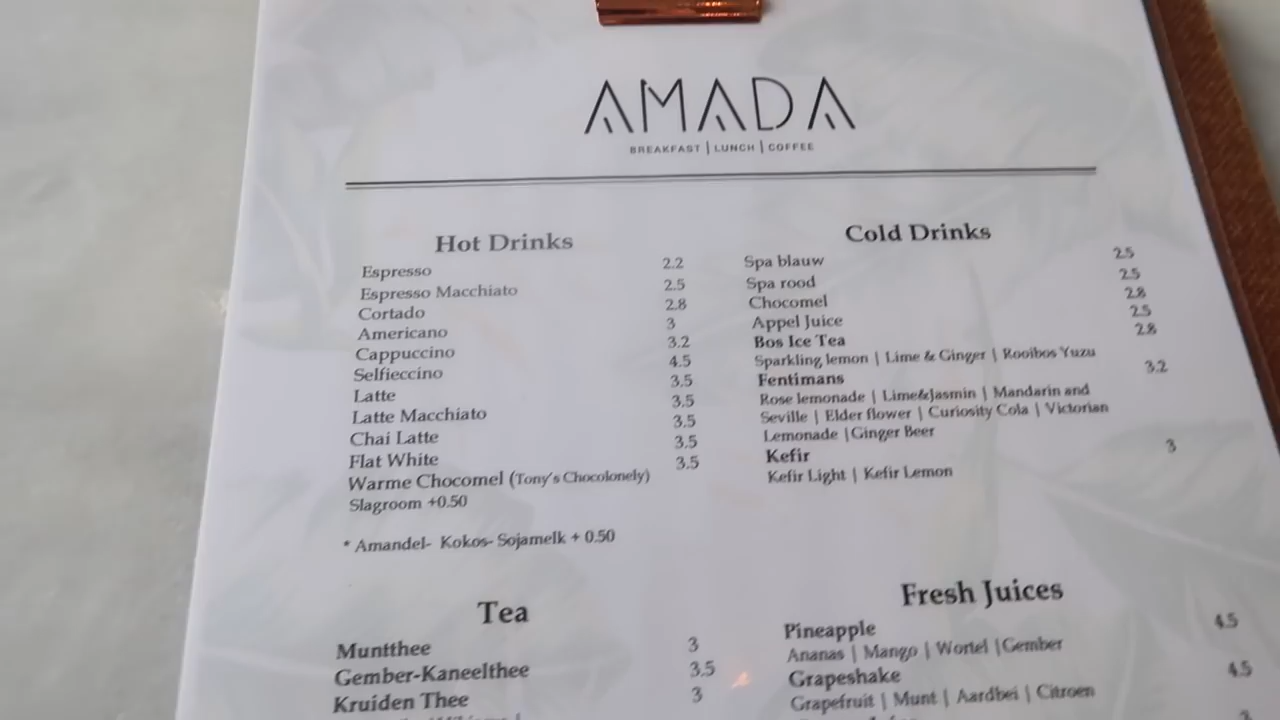 AMADA
BREAKFAST | LUNCH | COFFEE
Hot Drinks
Espresso 2.2
Espresso Macchiato 2.5
Cortado 2.8
Americano 3
Cappuccino 3.2
Selfieccino 4.5
Latte 3.5
Latte Macchiato 3.5
Chai Latte 3.5
Flat White 3.5
Warme Chocomel (Tony's Chocolonely) 3.5
Slagroom +0.50
* Amandel- Kokos- Sojamelk + 0.50
Cold Drinks
Spa blauw 2.5
Spa rood 2.5
Chocomel 2.8
Appel Juice 2.5
Bos Ice Tea 2.8
Sparkling lemon | Lime & Ginger | Rooibos Yuzu
Fentimans 3.2
Rose lemonade | Lime&Jasmin | Mandarin and
Seville | Elder flower | Curiosity Cola | Victorian
Lemonade |Ginger Beer
Kefir 3
Kefir Light | Kefir Lemon
Tea
Muntthee 3
Gember-Kaneelthee 3.5
Kruiden Thee 3
Fresh Juices
Pineapple 4.5
Ananas | Mango | Wortel |Gember
Grapeshake 4.5
Grapefruit | Munt | Aardbei | Citroen